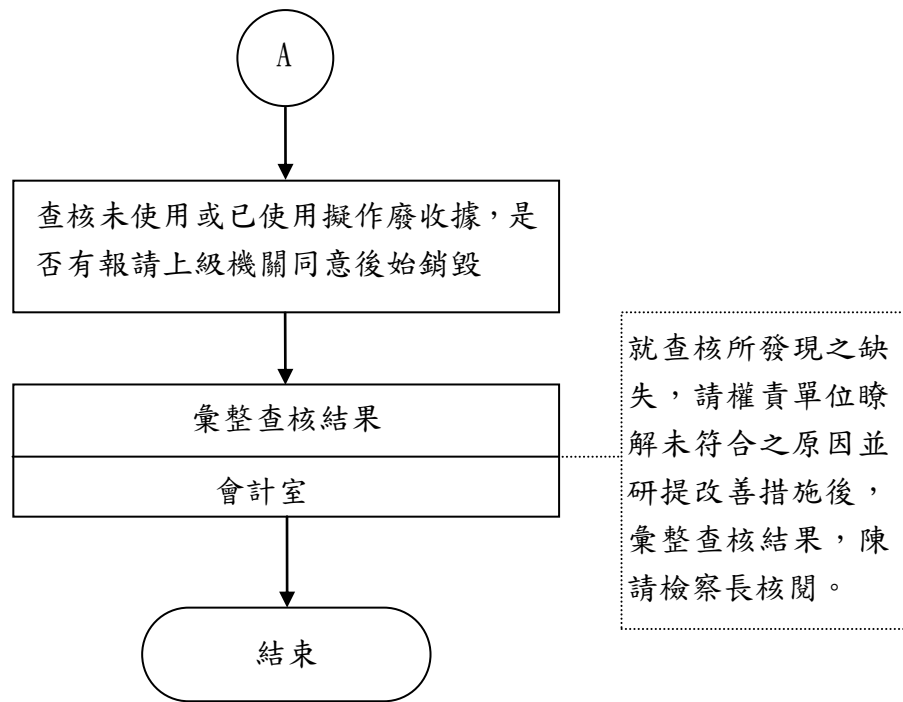 A
查核未使用或已使用擬作廢收據，是
否有報請上級機關同意後始銷毀
彙整查核結果
會計室
就查核所發現之缺
失，請權責單位瞭
解未符合之原因並
研提改善措施後，
彙整查核結果，陳
請檢察長核閱。
結束